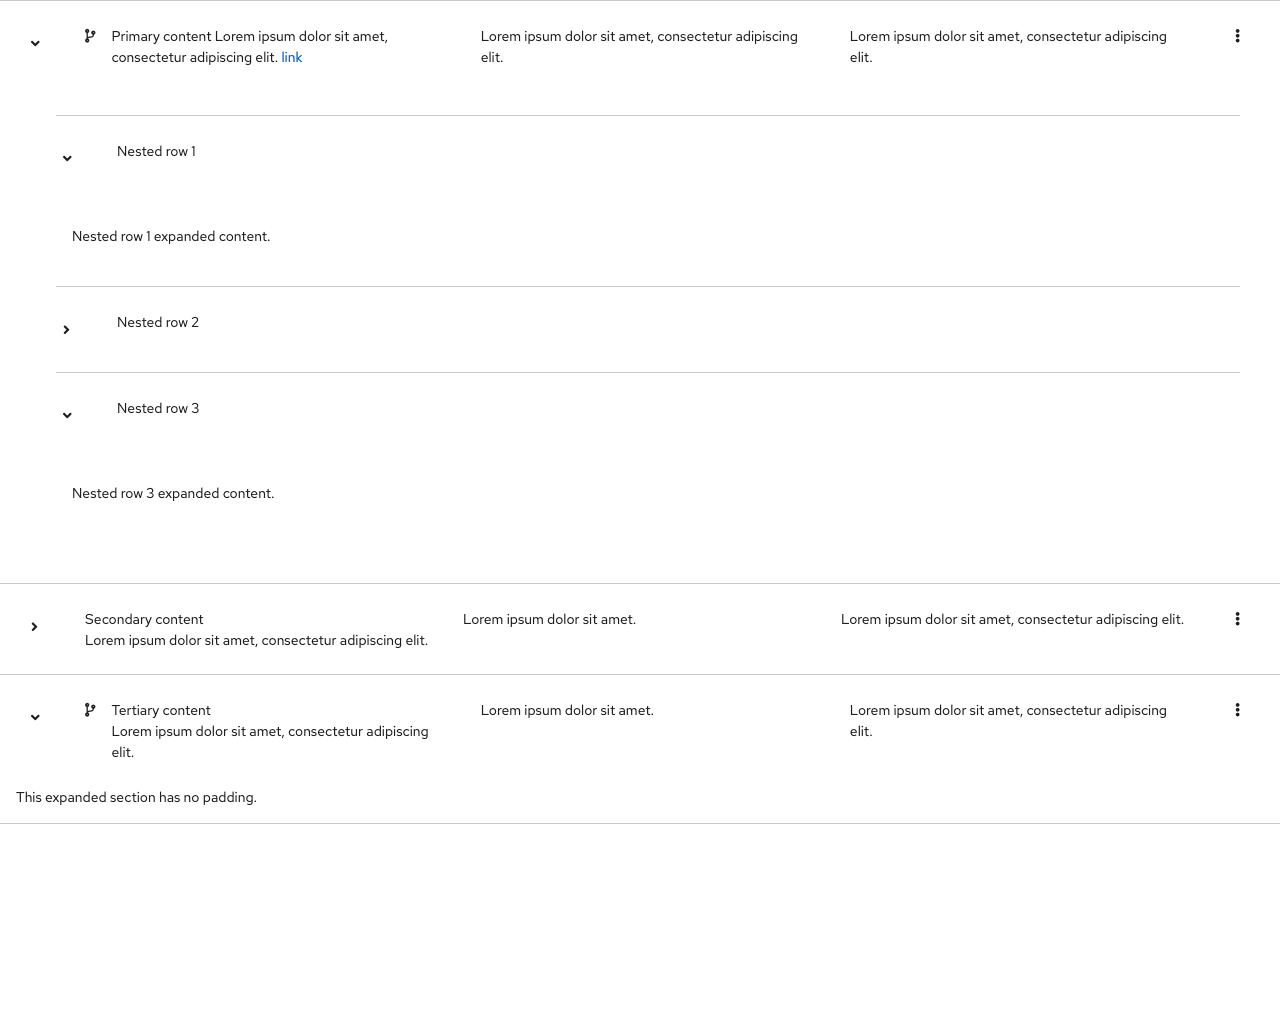 Primary content Lorem ipsum dolor sit amet,
consectetur adipiscing elit. link
Lorem ipsum dolor sit amet, consectetur adipiscing
elit.
Lorem ipsum dolor sit amet, consectetur adipiscing
elit.
Nested row 1
Nested row 1 expanded content.
Nested row 2
Nested row 3
Nested row 3 expanded content.
Secondary content
Lorem ipsum dolor sit amet, consectetur adipiscing elit.
Lorem ipsum dolor sit amet.
Lorem ipsum dolor sit amet, consectetur adipiscing elit.
Tertiary content
Lorem ipsum dolor sit amet, consectetur adipiscing
elit.
Lorem ipsum dolor sit amet.
Lorem ipsum dolor sit amet, consectetur adipiscing
elit.
This expanded section has no padding.